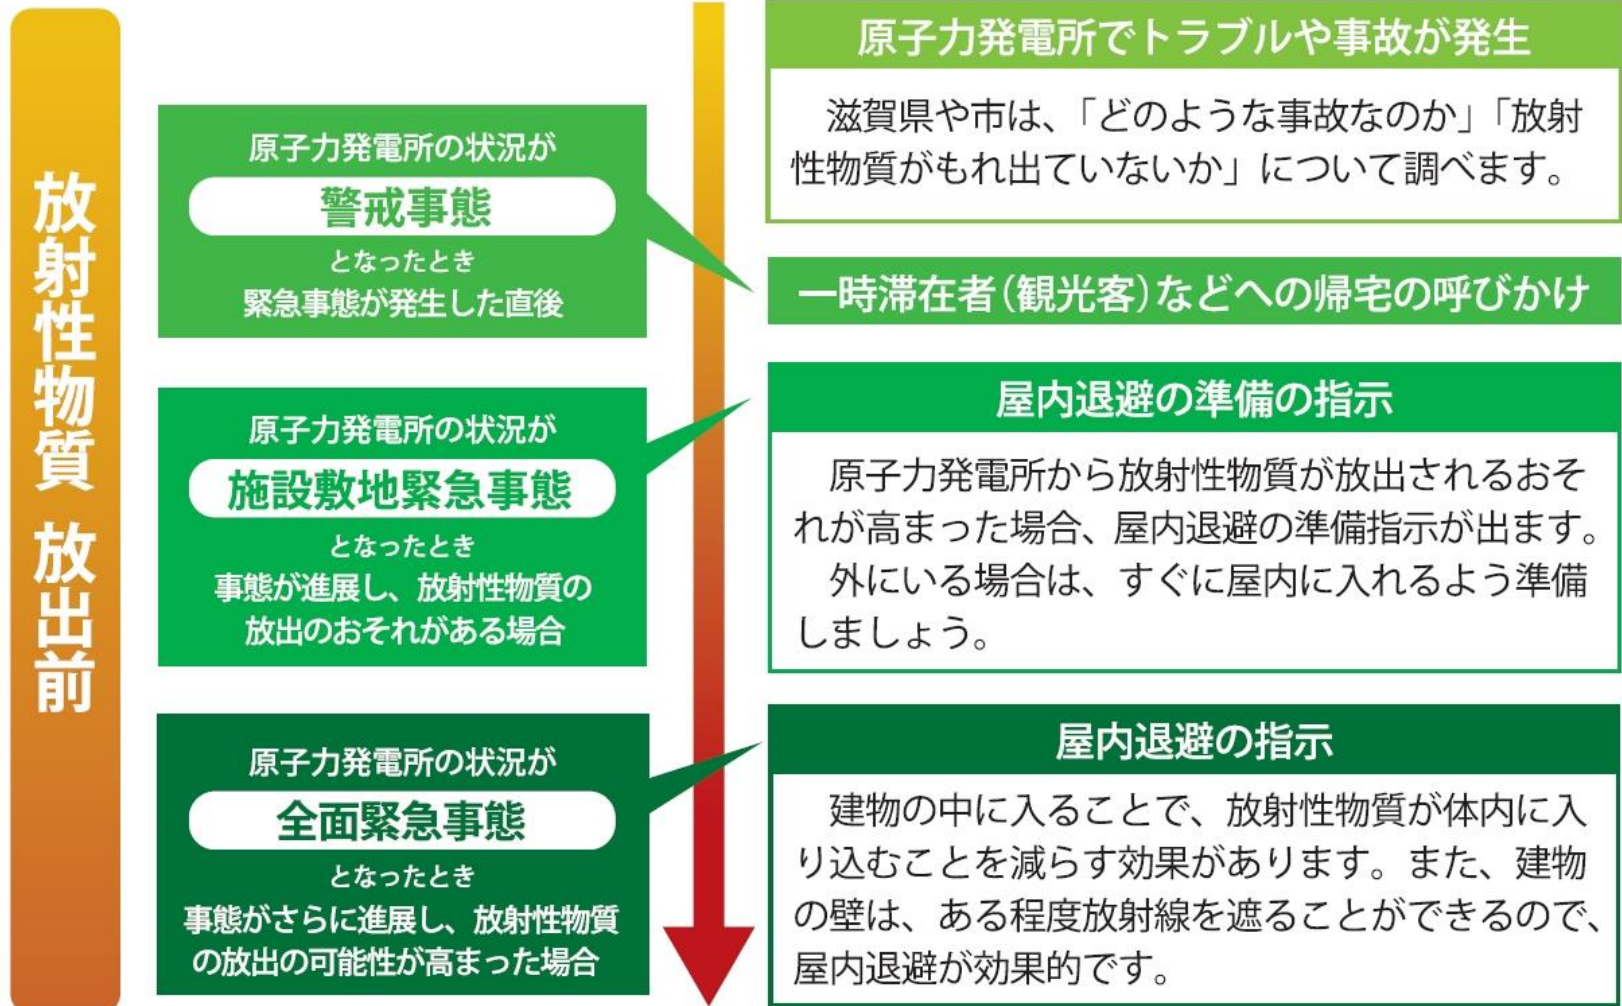 放射性物質 放出前
原子力発電所でトラブルや事故が発生
　滋賀県や市は、「どのような事故なのか」「放射
性物質がもれ出ていないか」について調べます。
原子力発電所の状況が
警戒事態
となったとき
緊急事態が発生した直後
一時滞在者(観光客)などへの帰宅の呼びかけ
原子力発電所の状況が
施設敷地緊急事態
となったとき
事態が進展し、放射性物質の
放出のおそれがある場合
屋内退避の準備の指示
　原子力発電所から放射性物質が放出されるおそ
れが高まった場合、屋内退避の準備指示が出ます。
　外にいる場合は、すぐに屋内に入れるよう準備
しましょう。
原子力発電所の状況が
全面緊急事態
となったとき
事態がさらに進展し、放射性物質
の放出の可能性が高まった場合
屋内退避の指示
　建物の中に入ることで、放射性物質が体内に入
り込むことを減らす効果があります。また、建物
の壁は、ある程度放射線を遮ることができるので、
屋内退避が効果的です。